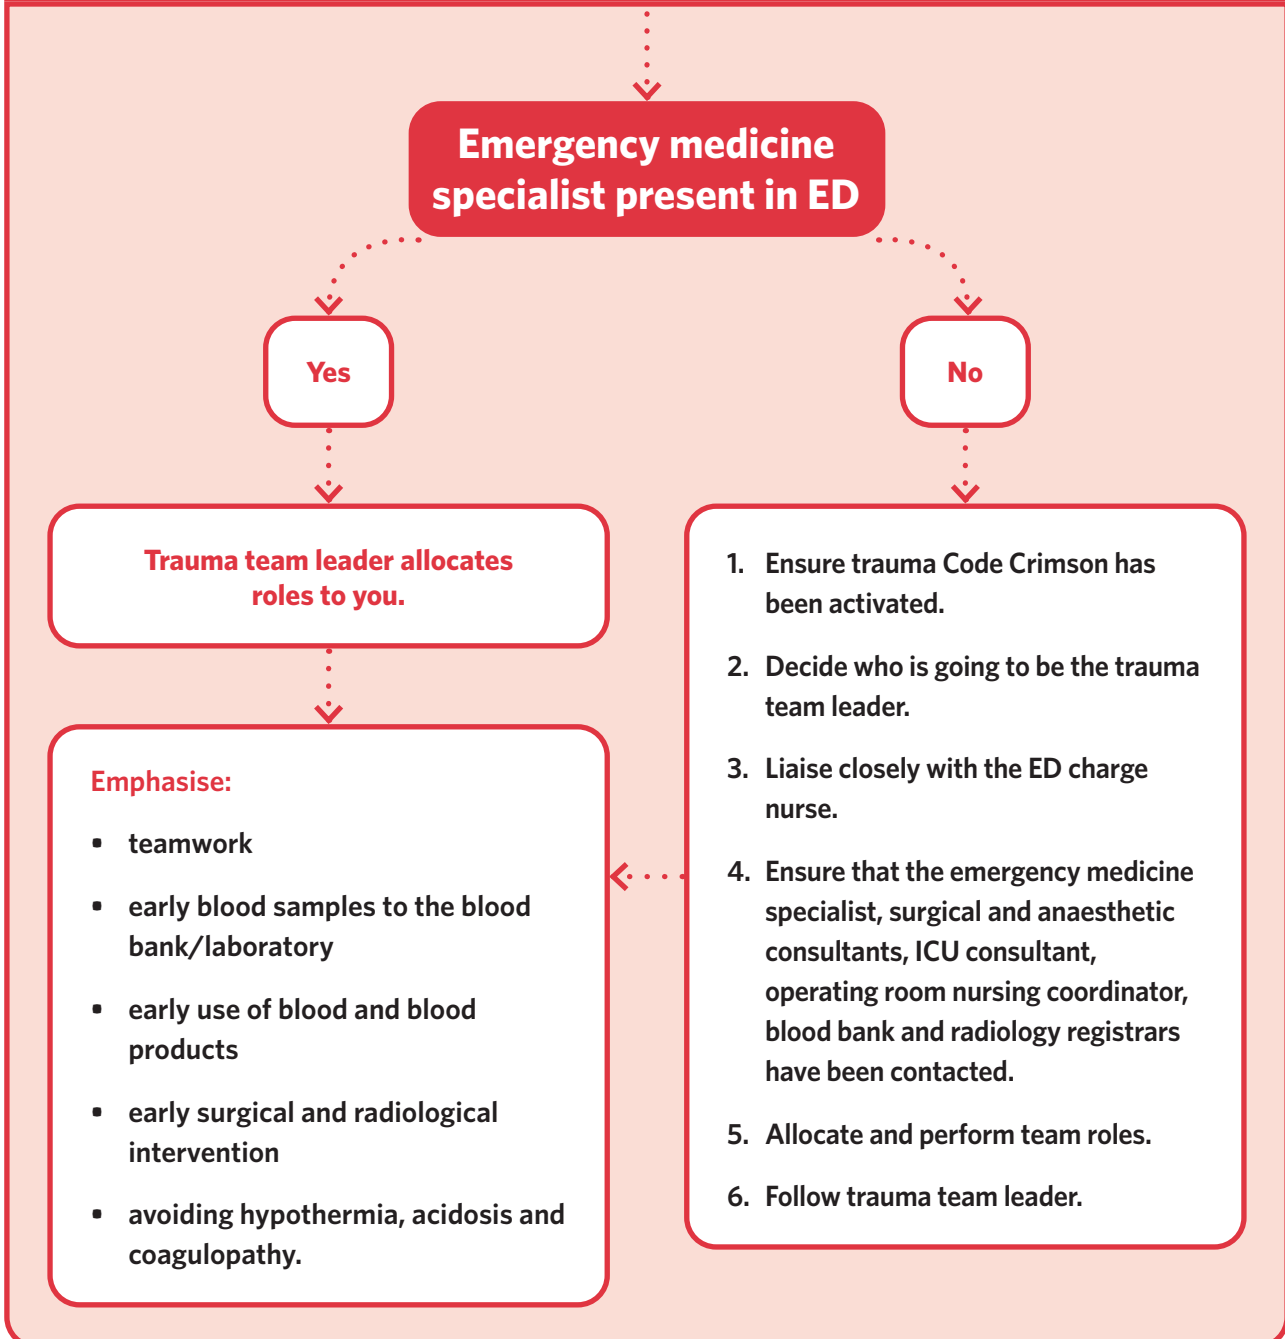 Emergency medicine
specialist present in ED
Yes
No
Trauma team leader allocates
roles to you.
Emphasise:
▪ teamwork
▪ early blood samples to the blood
bank/laboratory
▪ early use of blood and blood
products
▪ early surgical and radiological
intervention
▪ avoiding hypothermia, acidosis and
coagulopathy.
1. Ensure trauma Code Crimson has
been activated.
2. Decide who is going to be the trauma
team leader.
3. Liaise closely with the ED charge
nurse.
4. Ensure that the emergency medicine
specialist, surgical and anaesthetic
consultants, ICU consultant,
operating room nursing coordinator,
blood bank and radiology registrars
have been contacted.
5. Allocate and perform team roles.
6. Follow trauma team leader.